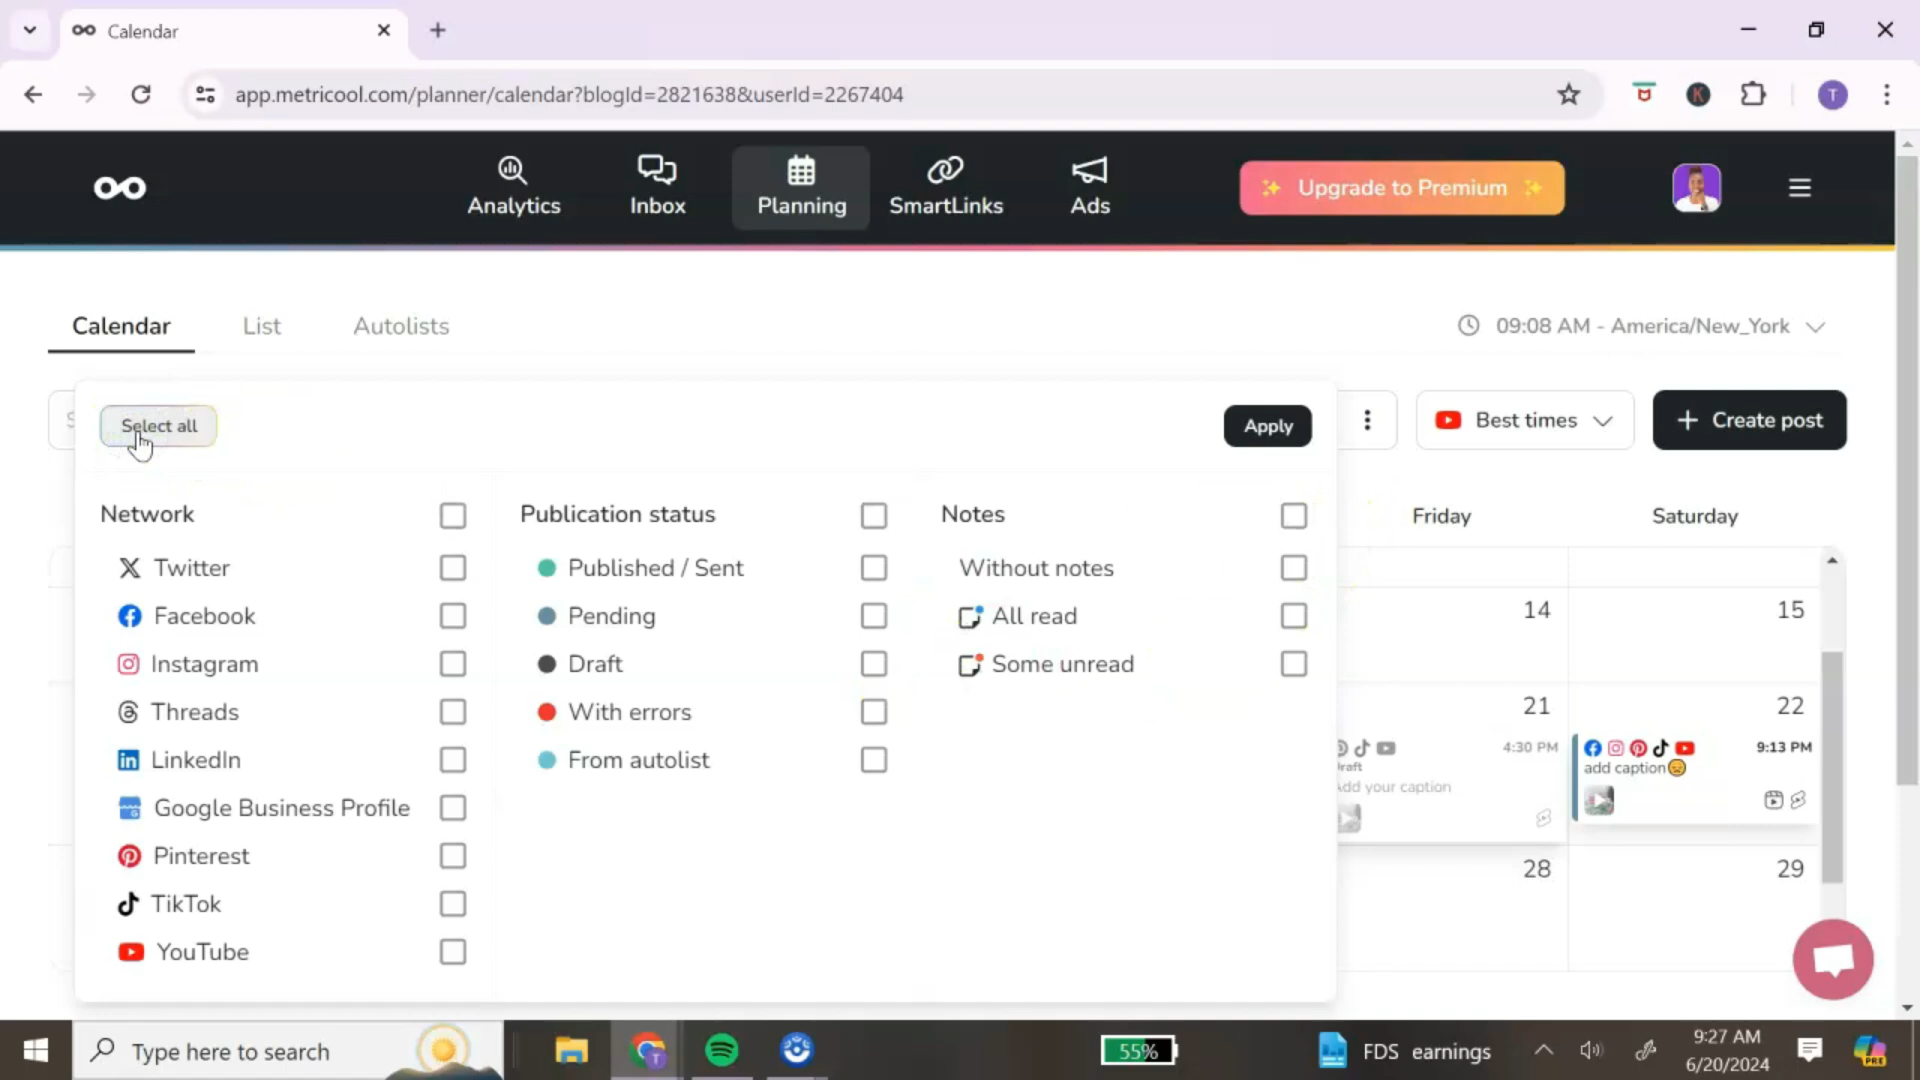 Calendar
app.metricool.com/planner/calendar?blogId=2821638&userId=2267404
T
Analytics
Inbox
Planning
SmartLinks
Ads
Upgrade to Premium
Calendar
List
Autolists
09:08 AM - America/New_York
Select all
Apply
Best times
+ Create post
Network
Twitter
Facebook
Instagram
Threads
LinkedIn
Google Business Profile
Pinterest
TikTok
YouTube
Publication status
Published / Sent
Pending
Draft
With errors
From autolist
Notes
Without notes
All read
Some unread
Friday
Saturday
14
15
21
22
4:30 PM
9:13 PM
add caption😖
28
29
Type here to search
55%
FDS earnings
9:27 AM
6/20/2024
PRE